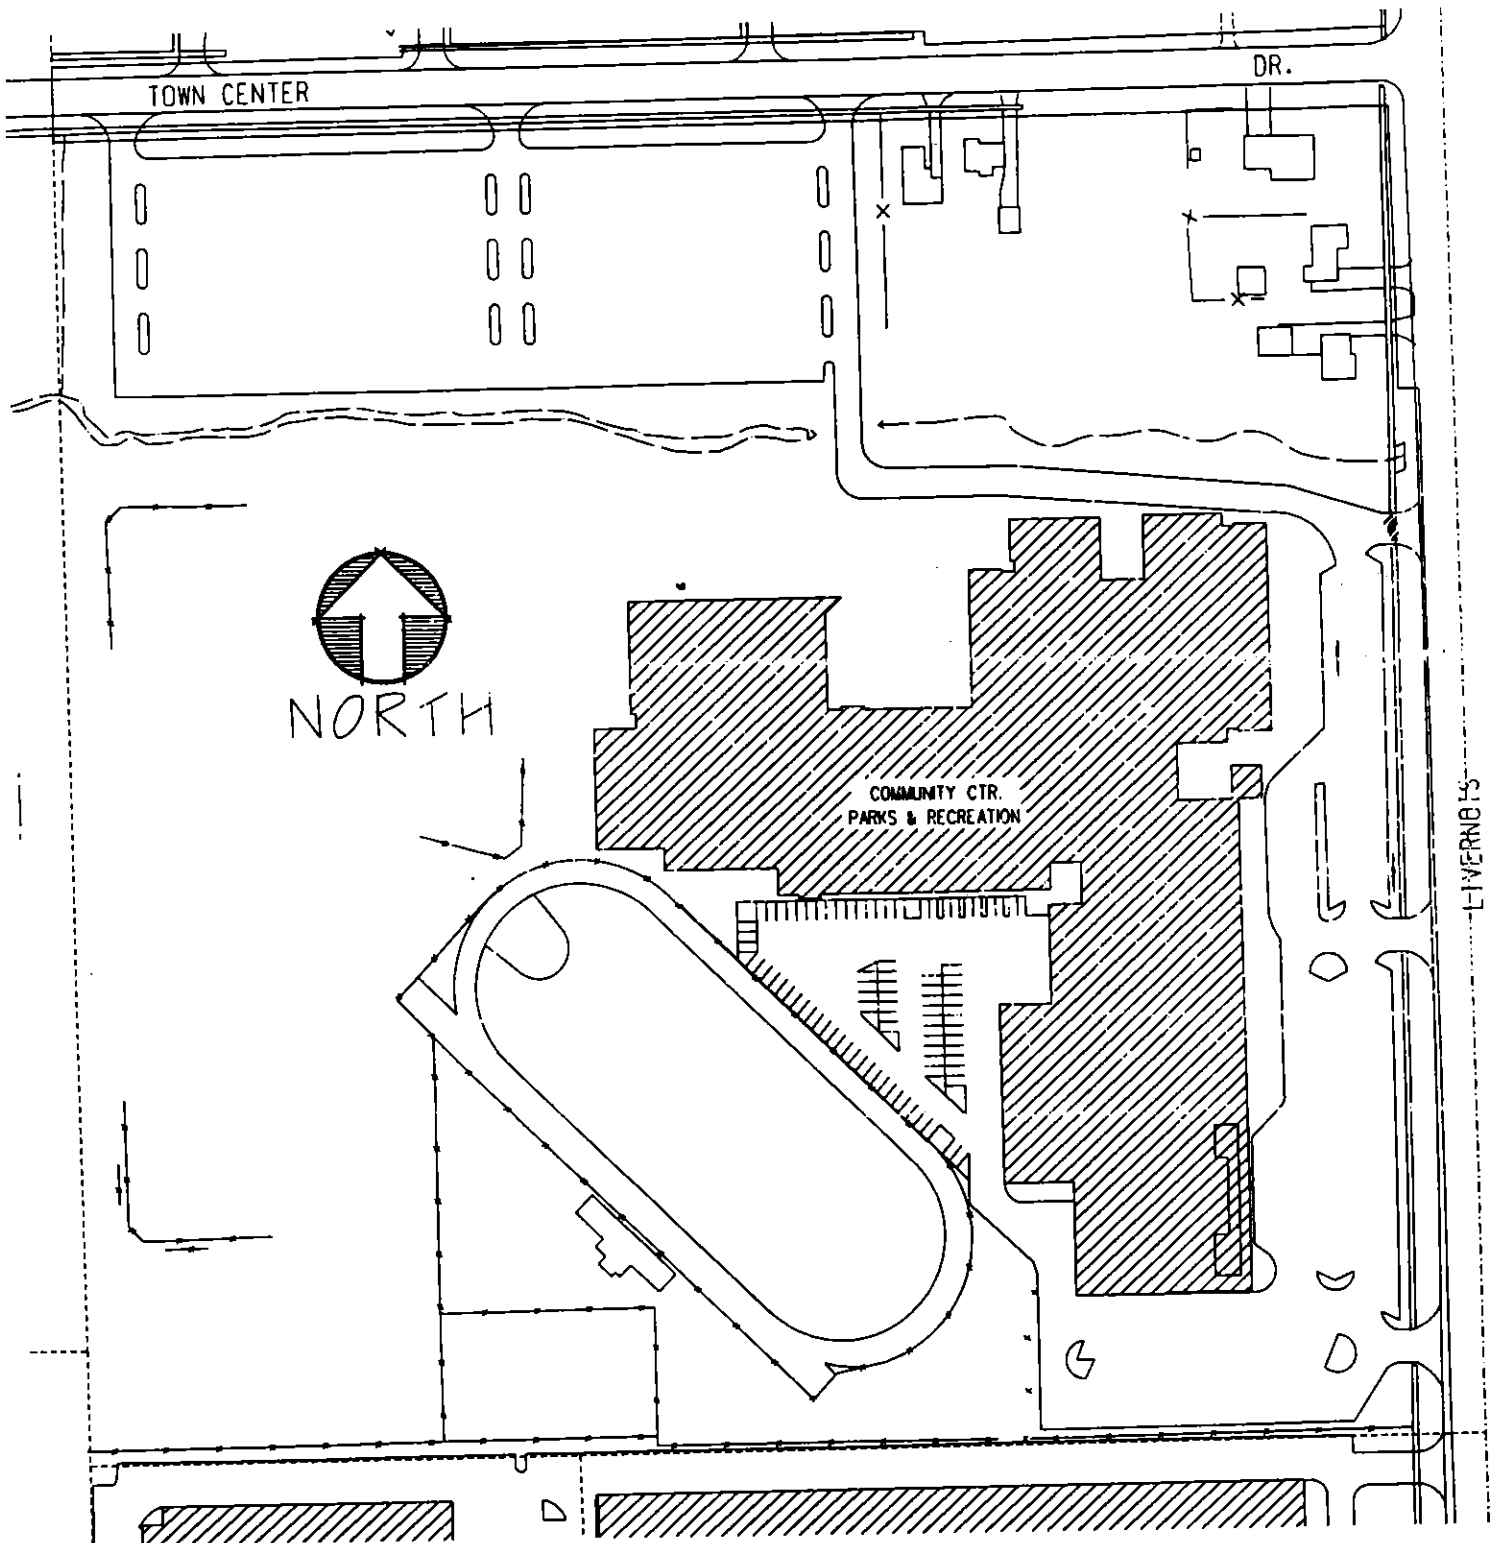 DR.
TOWN CENTER
NORTH
COMMUNITY CTR.
PARKS & RECREATION
LIVERNOIS